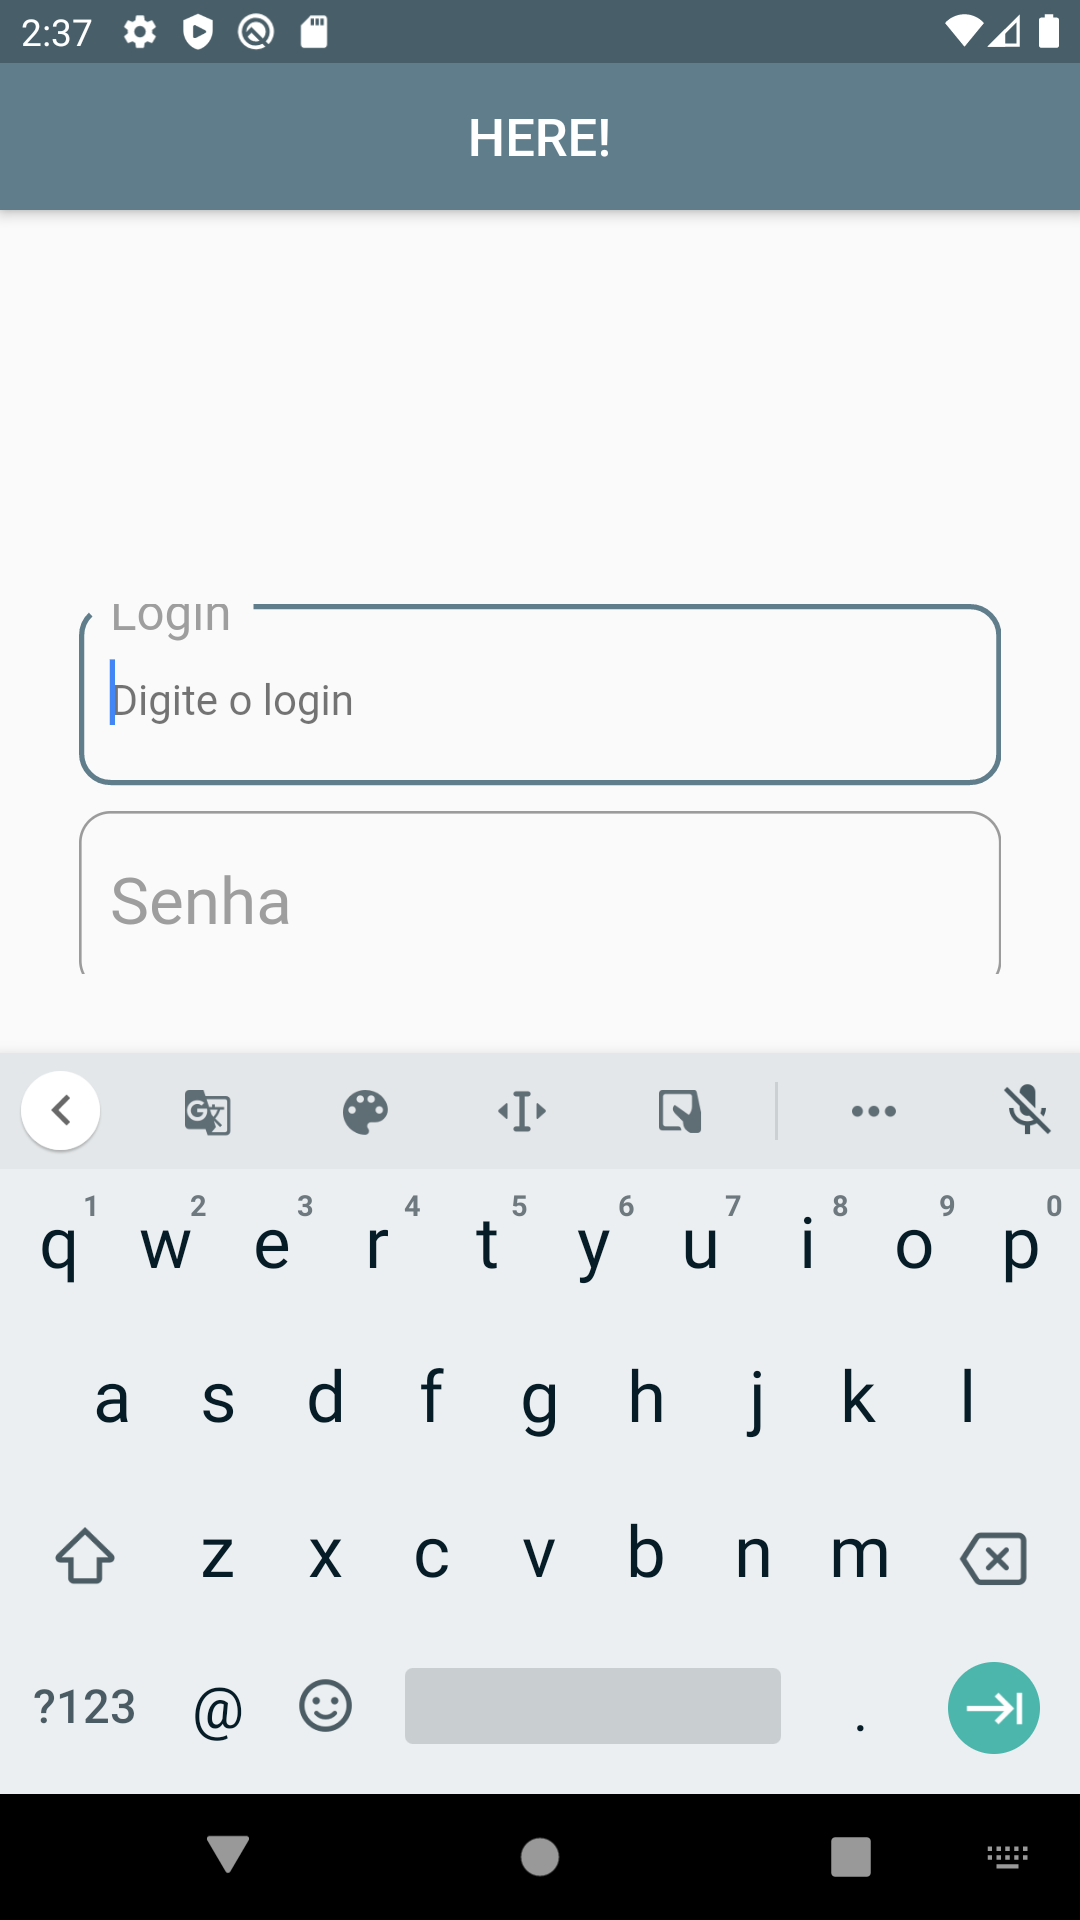 2:37
HERE!
Login
Digite o login
Senha
G
1 2 3 4 5 6 7 8 9 0
q w e r t y u i o p
a s d f g h j k l
z x c v b n m
?123 @ .